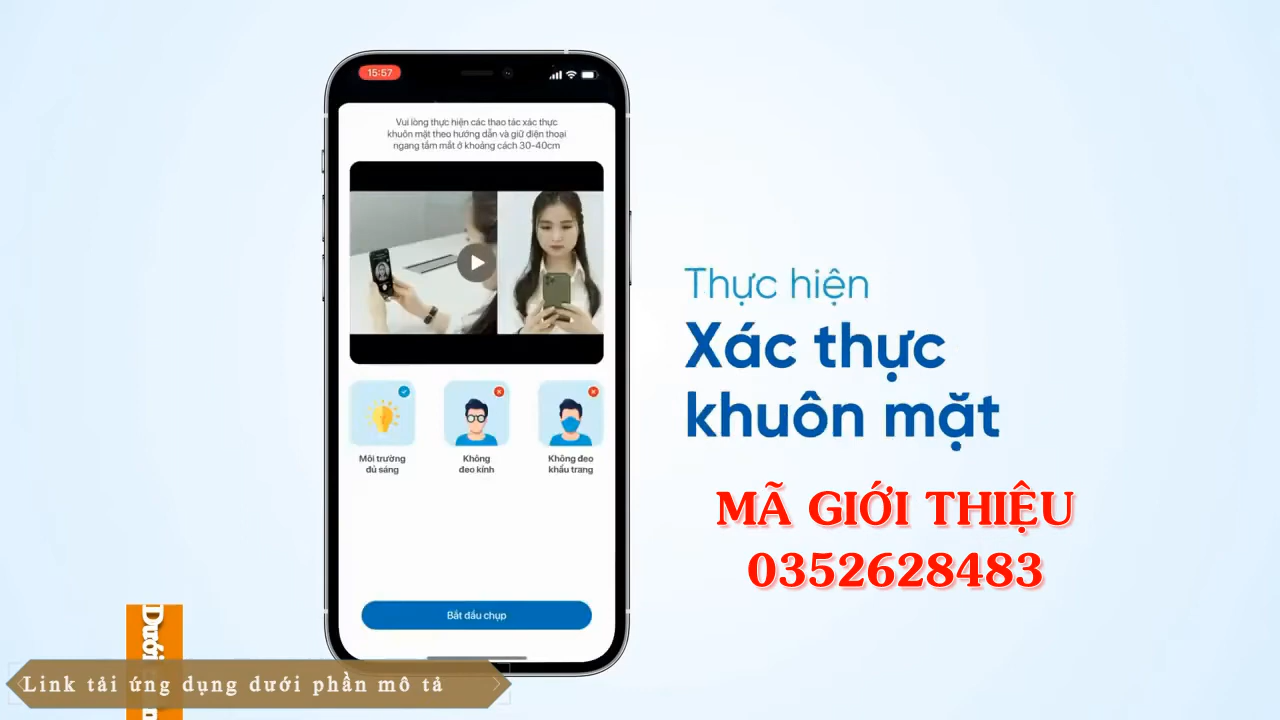 15:57
Vui lòng thực hiện các thao tác xác thực
khuôn mặt theo hướng dẫn và giữ điện thoại
ngang tầm mắt ở khoảng cách 30-40cm
Môi trường
đủ sáng
Không
đeo kính
Không đeo
khẩu trang
Bắt đầu chụp
Thực hiện
Xác thực
khuôn mặt
MÃ GIỚI THIỆU
0352628483
Dưới
Link tải ứng dụng dưới phần mô tả